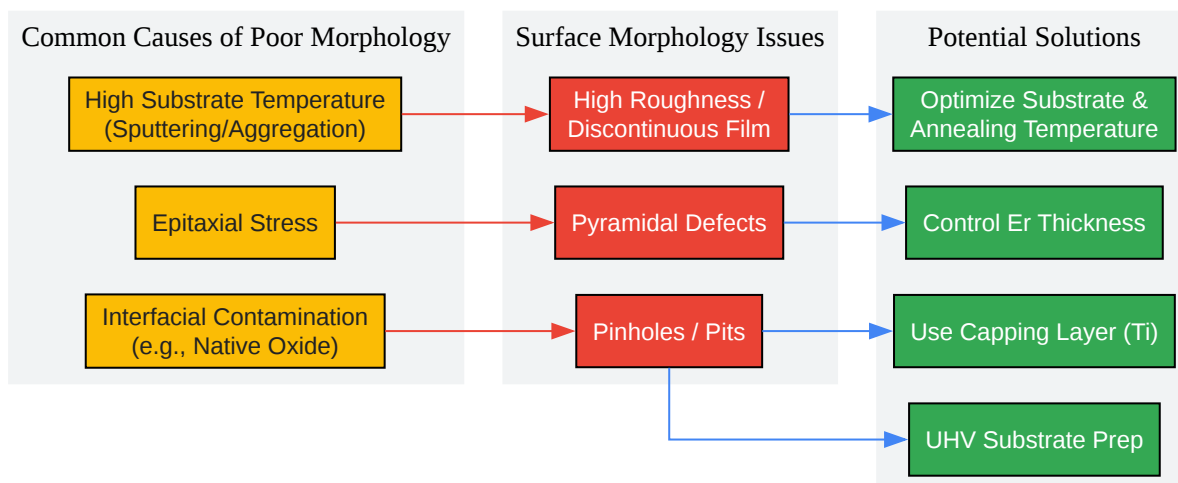 Common Causes of Poor Morphology
Surface Morphology Issues
Potential Solutions
High Substrate Temperature
(Sputtering/Aggregation)
High Roughness /
Discontinuous Film
Optimize Substrate &
Annealing Temperature
Epitaxial Stress
Pyramidal Defects
Control Er Thickness
Interfacial Contamination
(e.g., Native Oxide)
Pinholes / Pits
Use Capping Layer (Ti)
UHV Substrate Prep